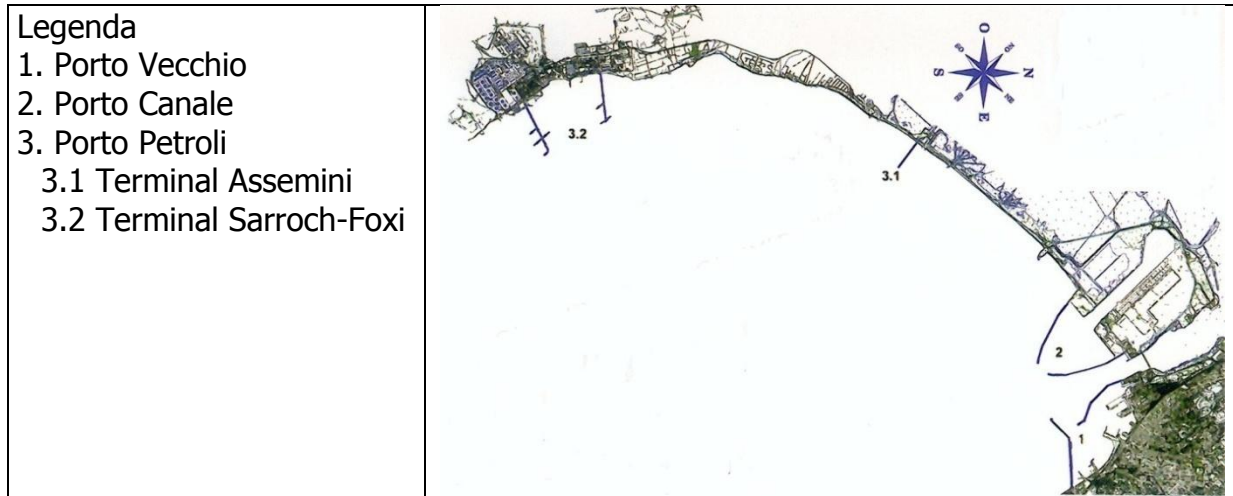 Legenda
1. Porto Vecchio
2. Porto Canale
3. Porto Petroli
3.1 Terminal Assemini
3.2 Terminal Sarroch-Foxi
O
S
N
E
3.2
3.1
2
1